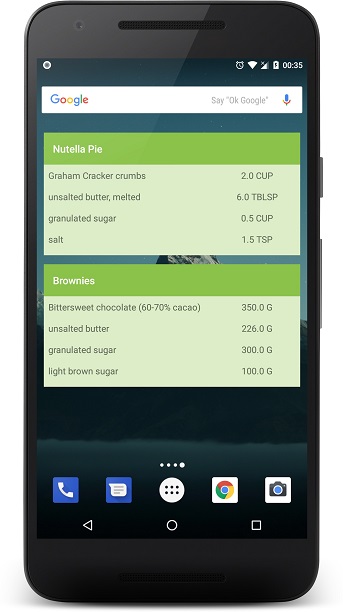 00:35
Google Say "Ok Google"
Nutella Pie
Graham Cracker crumbs 2.0 CUP
unsalted butter, melted 6.0 TBLSP
granulated sugar 0.5 CUP
salt 1.5 TSP
Brownies
Bittersweet chocolate (60-70% cacao) 350.0 G
unsalted butter 226.0 G
granulated sugar 300.0 G
light brown sugar 100.0 G